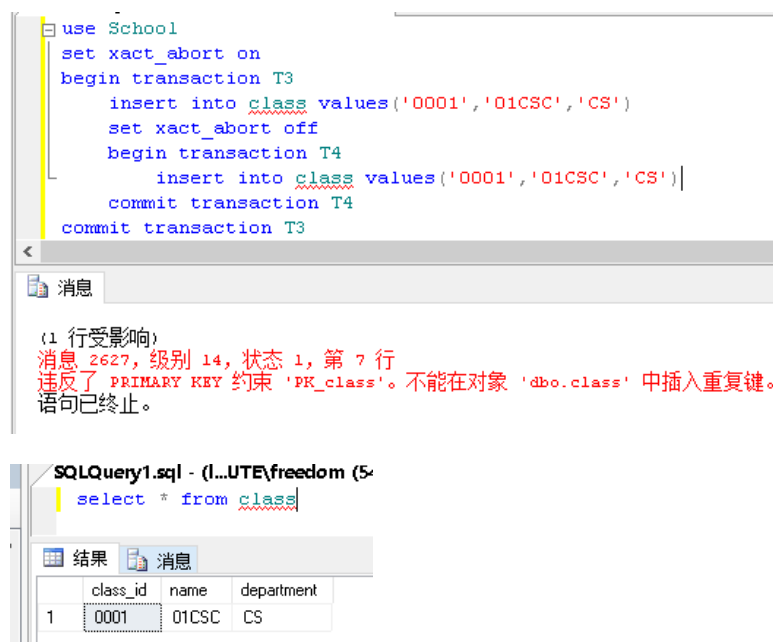 use School
set xact_abort on
begin transaction T3
insert into class values('0001','01CSC','CS')
set xact_abort off
begin transaction T4
insert into class values('0001','01CSC','CS')
commit transaction T4
commit transaction T3
消息
(1 行受影响)
消息 2627，级别 14，状态 1，第 7 行
违反了 PRIMARY KEY 约束 'PK_class'。不能在对象 'dbo.class' 中插入重复键。
语句已终止。
SQLQuery1.sql - (l...UTE\freedom (54
select * from class
结果 消息
class_id name department
1 0001 01CSC CS